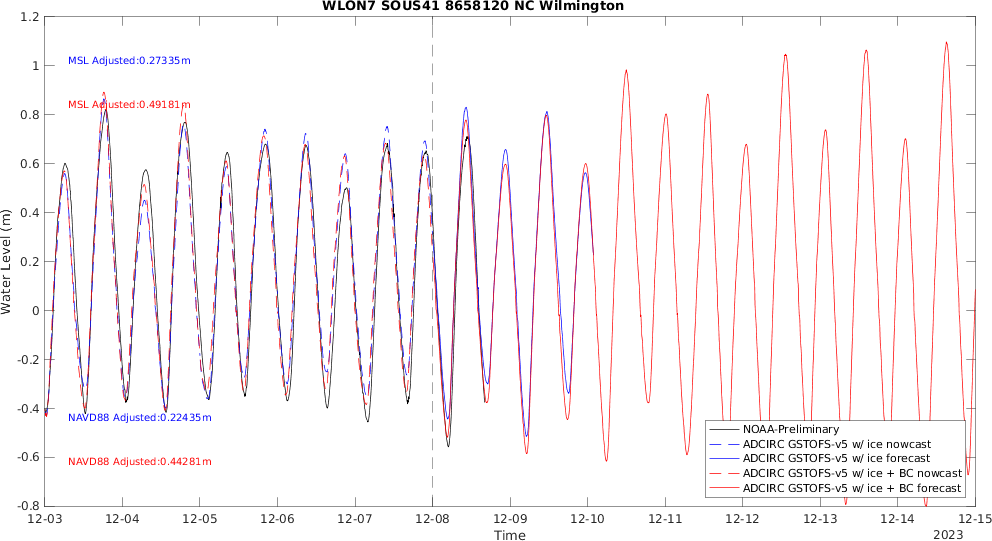 WLON7 SOUS41 8658120 NC Wilmington
1.2
1
0.8
0.6
0.4
0.2
0
-0.2
-0.4
-0.6
-0.8
Water Level (m)
MSL Adjusted:0.27335m
MSL Adjusted:0.49181m
NAVD88 Adjusted:0.22435m
NAVD88 Adjusted:0.44281m
NOAA-Preliminary
ADCIRC GSTOFS-v5 w/ ice nowcast
ADCIRC GSTOFS-v5 w/ ice forecast
ADCIRC GSTOFS-v5 w/ ice + BC nowcast
ADCIRC GSTOFS-v5 w/ ice + BC forecast
12-03 12-04 12-05 12-06 12-07 12-08 12-09 12-10 12-11 12-12 12-13 12-14 12-15
Time
2023